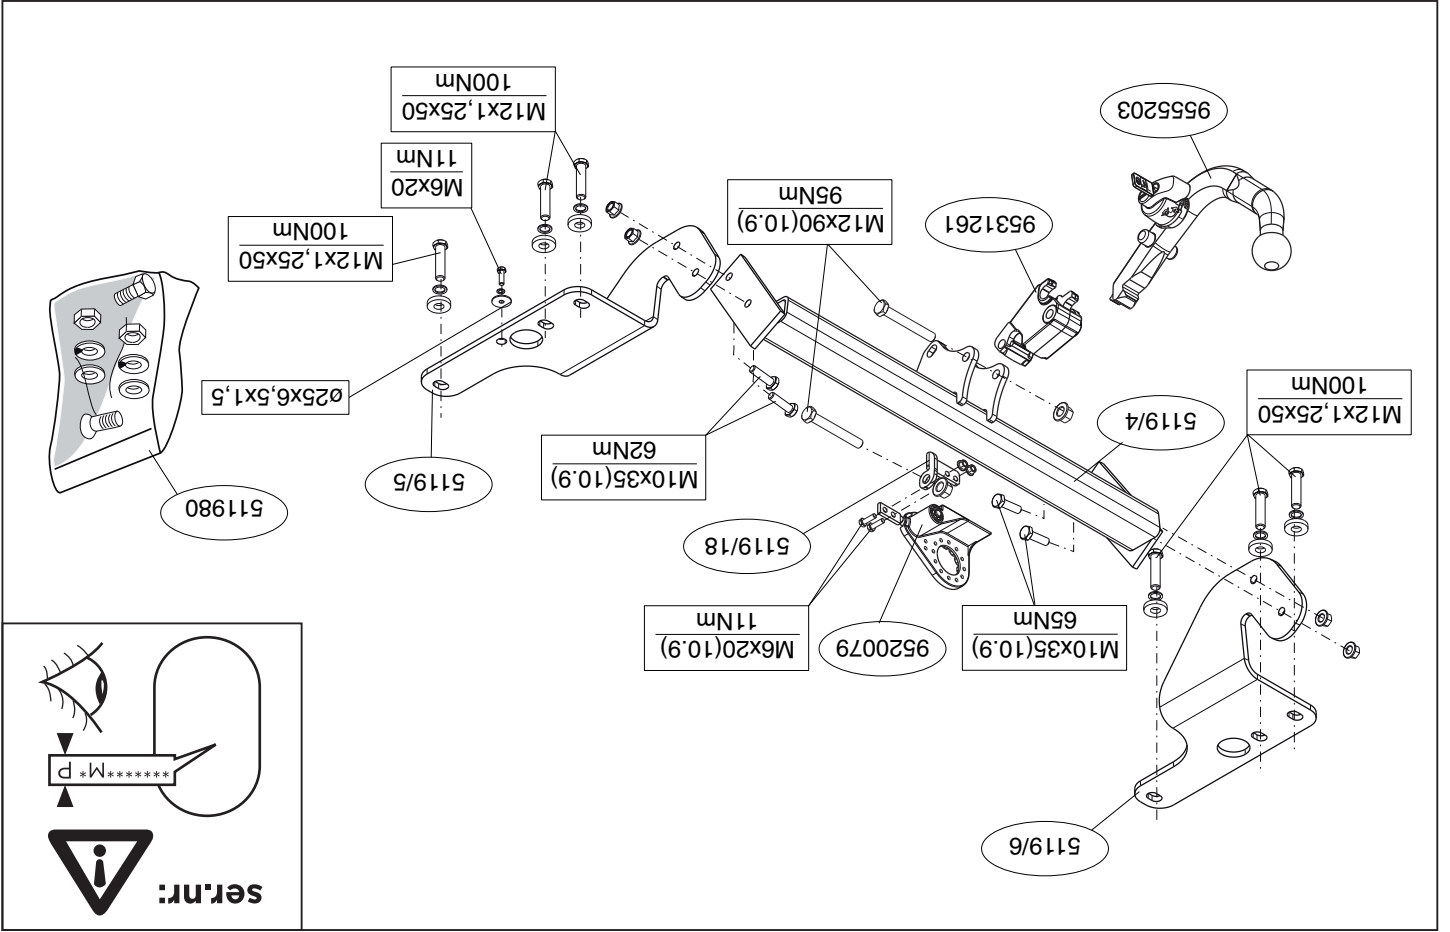 ser.nr:
5119/6
*******M* P
M10x35(10.9)
65Nm
9520079
M6x20(10.9)
11Nm
5119/18
511980
5119/5
M10x35(10.9)
62Nm
5119/4
M12x1,25x50
100Nm
ø25x6,5x1,5
M12x1,25x50
100Nm
9531261
M12x90(10.9)
95Nm
M6x20
11Nm
9555203
M12x1,25x50
100Nm